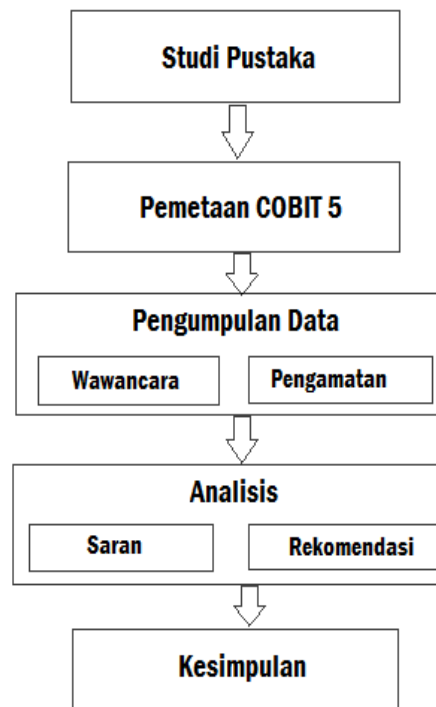 Studi Pustaka
Pemetaan COBIT 5
Pengumpulan Data
Wawancara
Pengamatan
Analisis
Saran
Rekomendasi
Kesimpulan